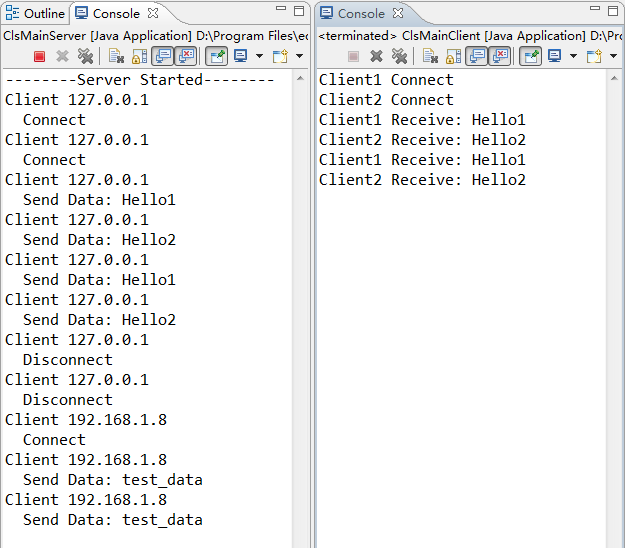 Outline
Console
ClsMainServer [Java Application] D:\Program Files\ec
--------Server Started--------
Client 127.0.0.1
  Connect
Client 127.0.0.1
  Connect
Client 127.0.0.1
  Send Data: Hello1
Client 127.0.0.1
  Send Data: Hello2
Client 127.0.0.1
  Send Data: Hello1
Client 127.0.0.1
  Send Data: Hello2
Client 127.0.0.1
  Disconnect
Client 127.0.0.1
  Disconnect
Client 192.168.1.8
  Connect
Client 192.168.1.8
  Send Data: test_data
Client 192.168.1.8
  Send Data: test_data
Console
<terminated> ClsMainClient [Java Application] D:\Pro
Client1 Connect
Client2 Connect
Client1 Receive: Hello1
Client2 Receive: Hello2
Client1 Receive: Hello1
Client2 Receive: Hello2